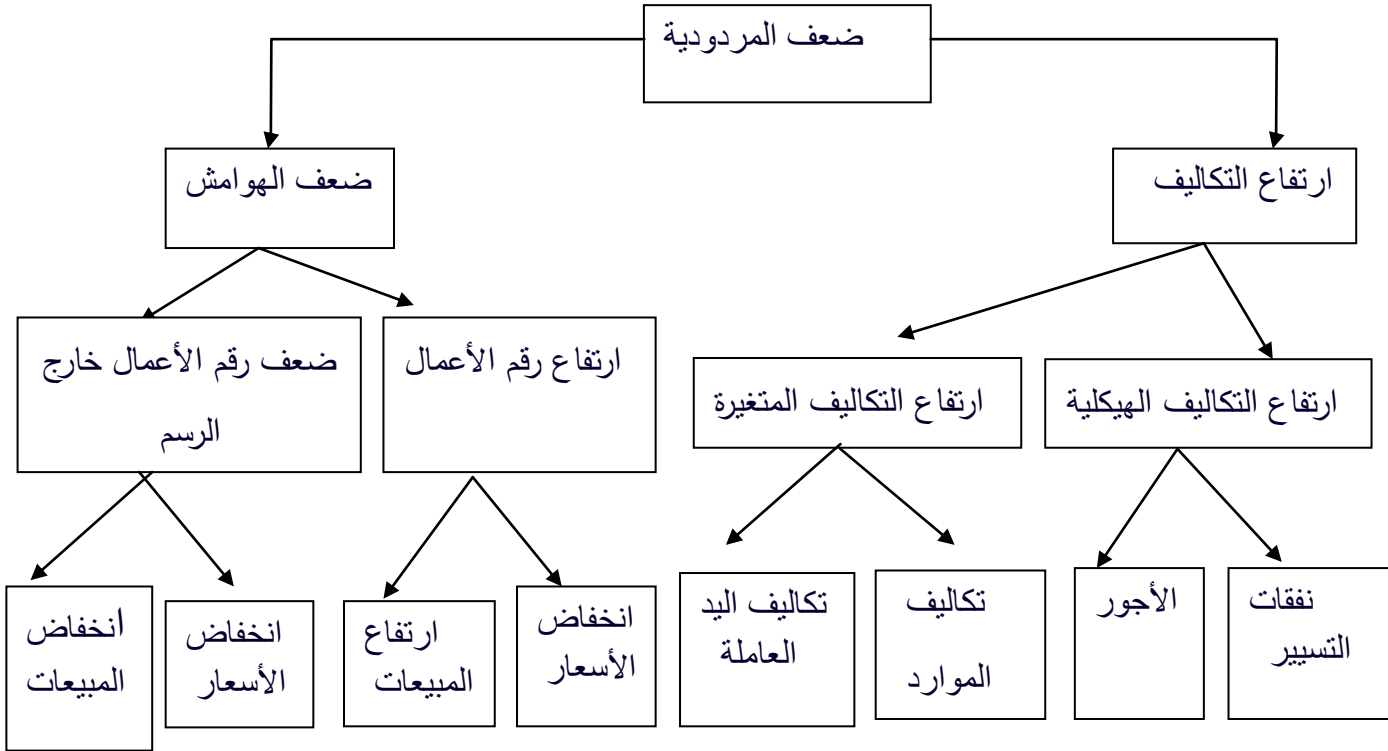 ضعف المردودية
ارتفاع التكاليف
ضعف الهوامش
ارتفاع التكاليف الهيكلية
ارتفاع التكاليف المتغيرة
ارتفاع رقم الأعمال
ضعف رقم الأعمال خارج
الرسم
نفقات
التسيير
الأجور
تكاليف
الموارد
تكاليف اليد
العاملة
انخفاض
الأسعار
ارتفاع
المبيعات
انخفاض
الأسعار
أنخفاض
المبيعات